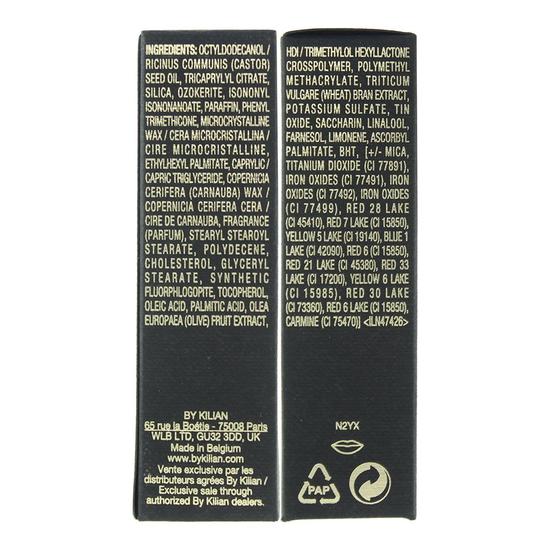 INGREDIENTS: OCTYLDODECANOL /
RICINUS COMMUNIS (CASTOR)
SEED OIL, TRICAPRYLYL CITRATE,
SILICA, OZOKERITE, ISONONYL
ISONONANOATE, PARAFFIN, PHENYL
TRIMETHICONE, MICROCRYSTALLINE
WAX / CERA MICROCRISTALLINA /
CIRE MICROCRISTALLINE,
ETHYLHEXYL PALMITATE, CAPRYLIC /
CAPRIC TRIGLYCERIDE, COPERNICIA
CERIFERA (CARNAUBA) WAX /
COPERNICIA CERIFERA CERA /
CIRE DE CARNAUBA, FRAGRANCE
(PARFUM), STEARYL STEAROYL
STEARATE, POLYDECENE,
CHOLESTEROL, GLYCERYL
STEARATE, SYNTHETIC
FLUORPHLOGOPITE, TOCOPHEROL,
OLEIC ACID, PALMITIC ACID, OLEA
EUROPAEA (OLIVE) FRUIT EXTRACT,
BY KILIAN
65 rue la Boétie - 75008 Paris
WLB LTD, GU32 3DD, UK
Made in Belgium
www.bykilian.com
Vente exclusive par les
distributeurs agrées By Kilian /
Exclusive sale through
authorized By Kilian dealers.
HDI / TRIMETHYLOL HEXYLLACTONE
CROSSPOLYMER, POLYMETHYL
METHACRYLATE, TRITICUM
VULGARE (WHEAT) BRAN EXTRACT,
POTASSIUM SULFATE, TIN
OXIDE, SACCHARIN, LINALOOL,
FARNESOL, LIMONENE, ASCORBYL
PALMITATE, BHT, [+/- MICA,
TITANIUM DIOXIDE (CI 77891),
IRON OXIDES (CI 77491), IRON
OXIDES (CI 77492), IRON OXIDES
(CI 77499), RED 28 LAKE
(CI 45410), RED 7 LAKE (CI 15850),
YELLOW 5 LAKE (CI 19140), BLUE 1
LAKE (CI 42090), RED 6 (CI 15850),
RED 21 LAKE (CI 45380), RED 33
LAKE (CI 17200), YELLOW 6 LAKE
(CI 15985), RED 30 LAKE
(CI 73360), RED 6 LAKE (CI 15850),
CARMINE (CI 75470)] <ILN47426>
N2YX
PAP